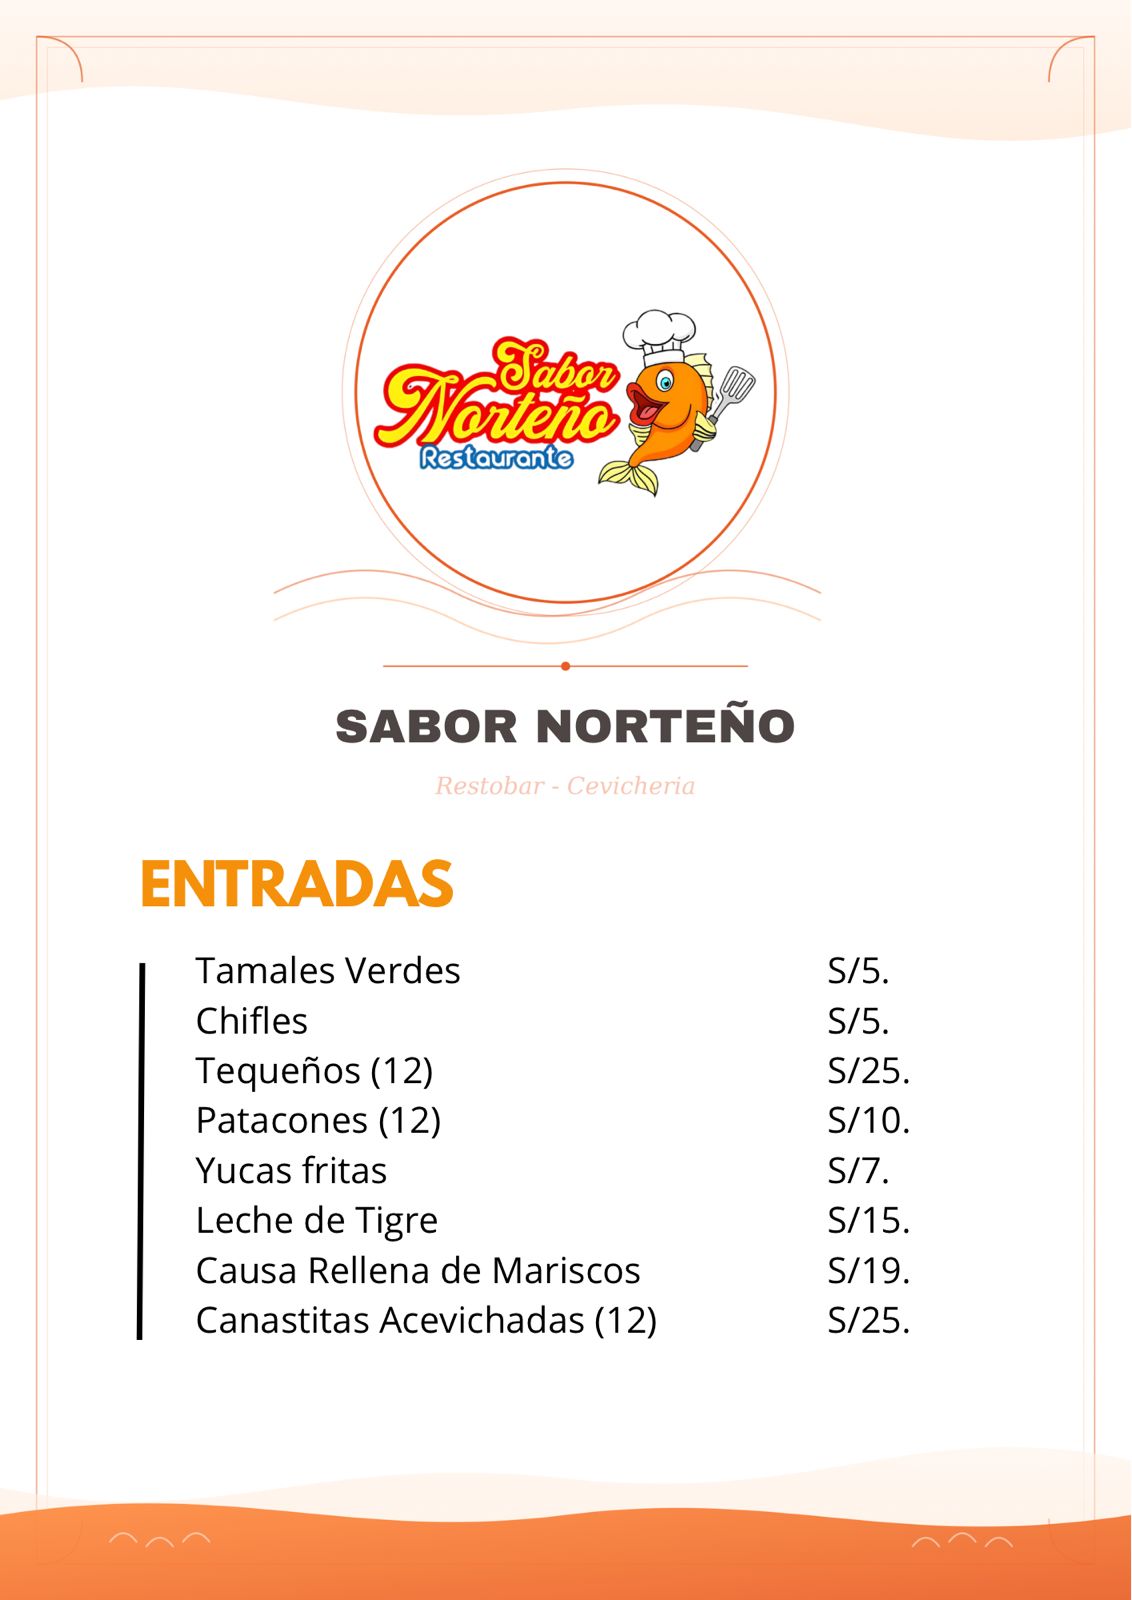 Sabor
Norteño
Restaurante
SABOR NORTEÑO
Restobar - Cevicheria
ENTRADAS
Tamales Verdes S/5.
Chifles S/5.
Tequeños (12) S/25.
Patacones (12) S/10.
Yucas fritas S/7.
Leche de Tigre S/15.
Causa Rellena de Mariscos S/19.
Canastitas Acevichadas (12) S/25.